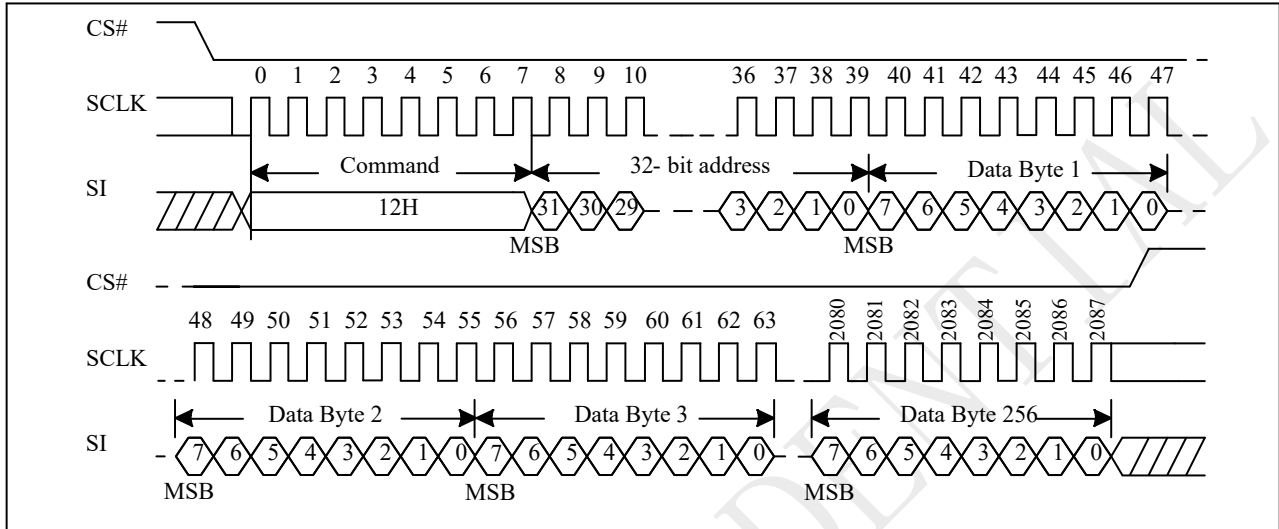 CS#
0 1 2 3 4 5 6 7 8 9 10 36 37 38 39 40 41 42 43 44 45 46 47
SCLK
Command 32- bit address Data Byte 1
SI
12H 31 30 29 3 2 1 0 7 6 5 4 3 2 1 0
MSB MSB
CS#
48 49 50 51 52 53 54 55 56 57 58 59 60 61 62 63 2080 2081 2082 2083 2084 2085 2086 2087
SCLK
Data Byte 2 Data Byte 3 Data Byte 256
SI
7 6 5 4 3 2 1 0 7 6 5 4 3 2 1 0 7 6 5 4 3 2 1 0
MSB MSB MSB
DENTIAL